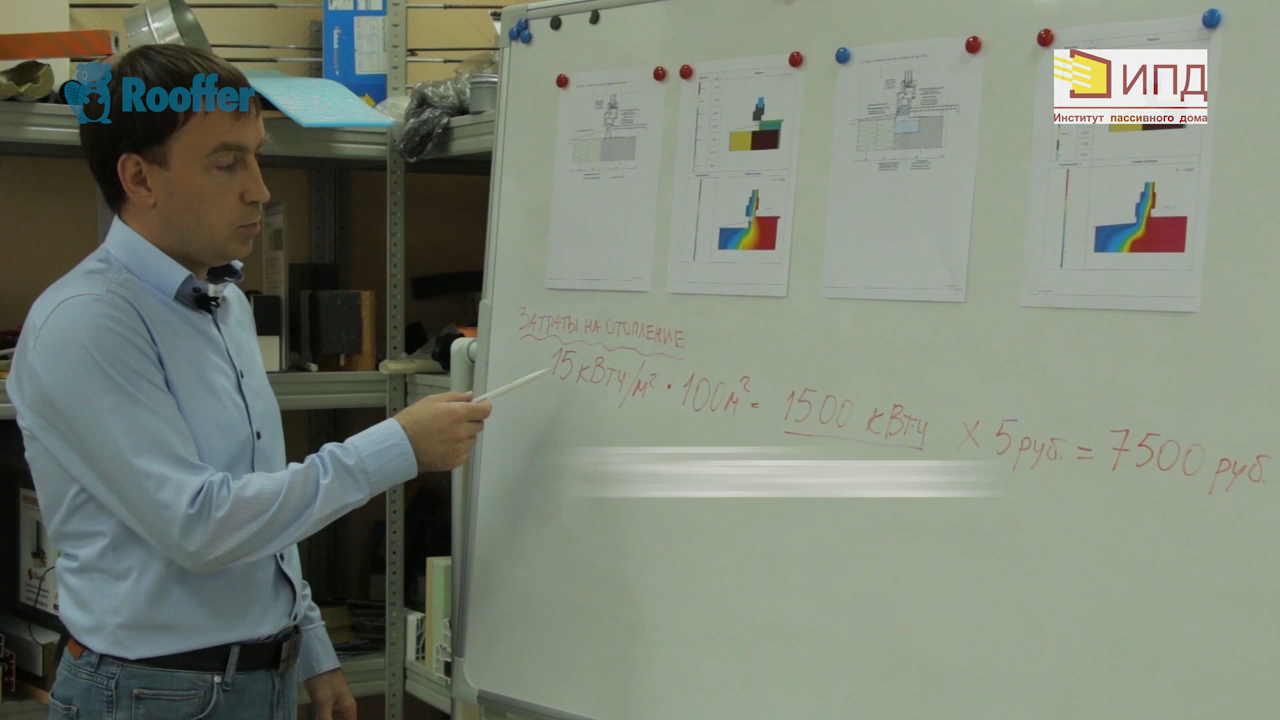 Rooffer
ИПД
Институт пассивного дома
ЗАТРАТЫ НА ОТОПЛЕНИЕ
15 кВтч/м² · 100м² = 1500 кВтч × 5 руб. = 7500 руб.